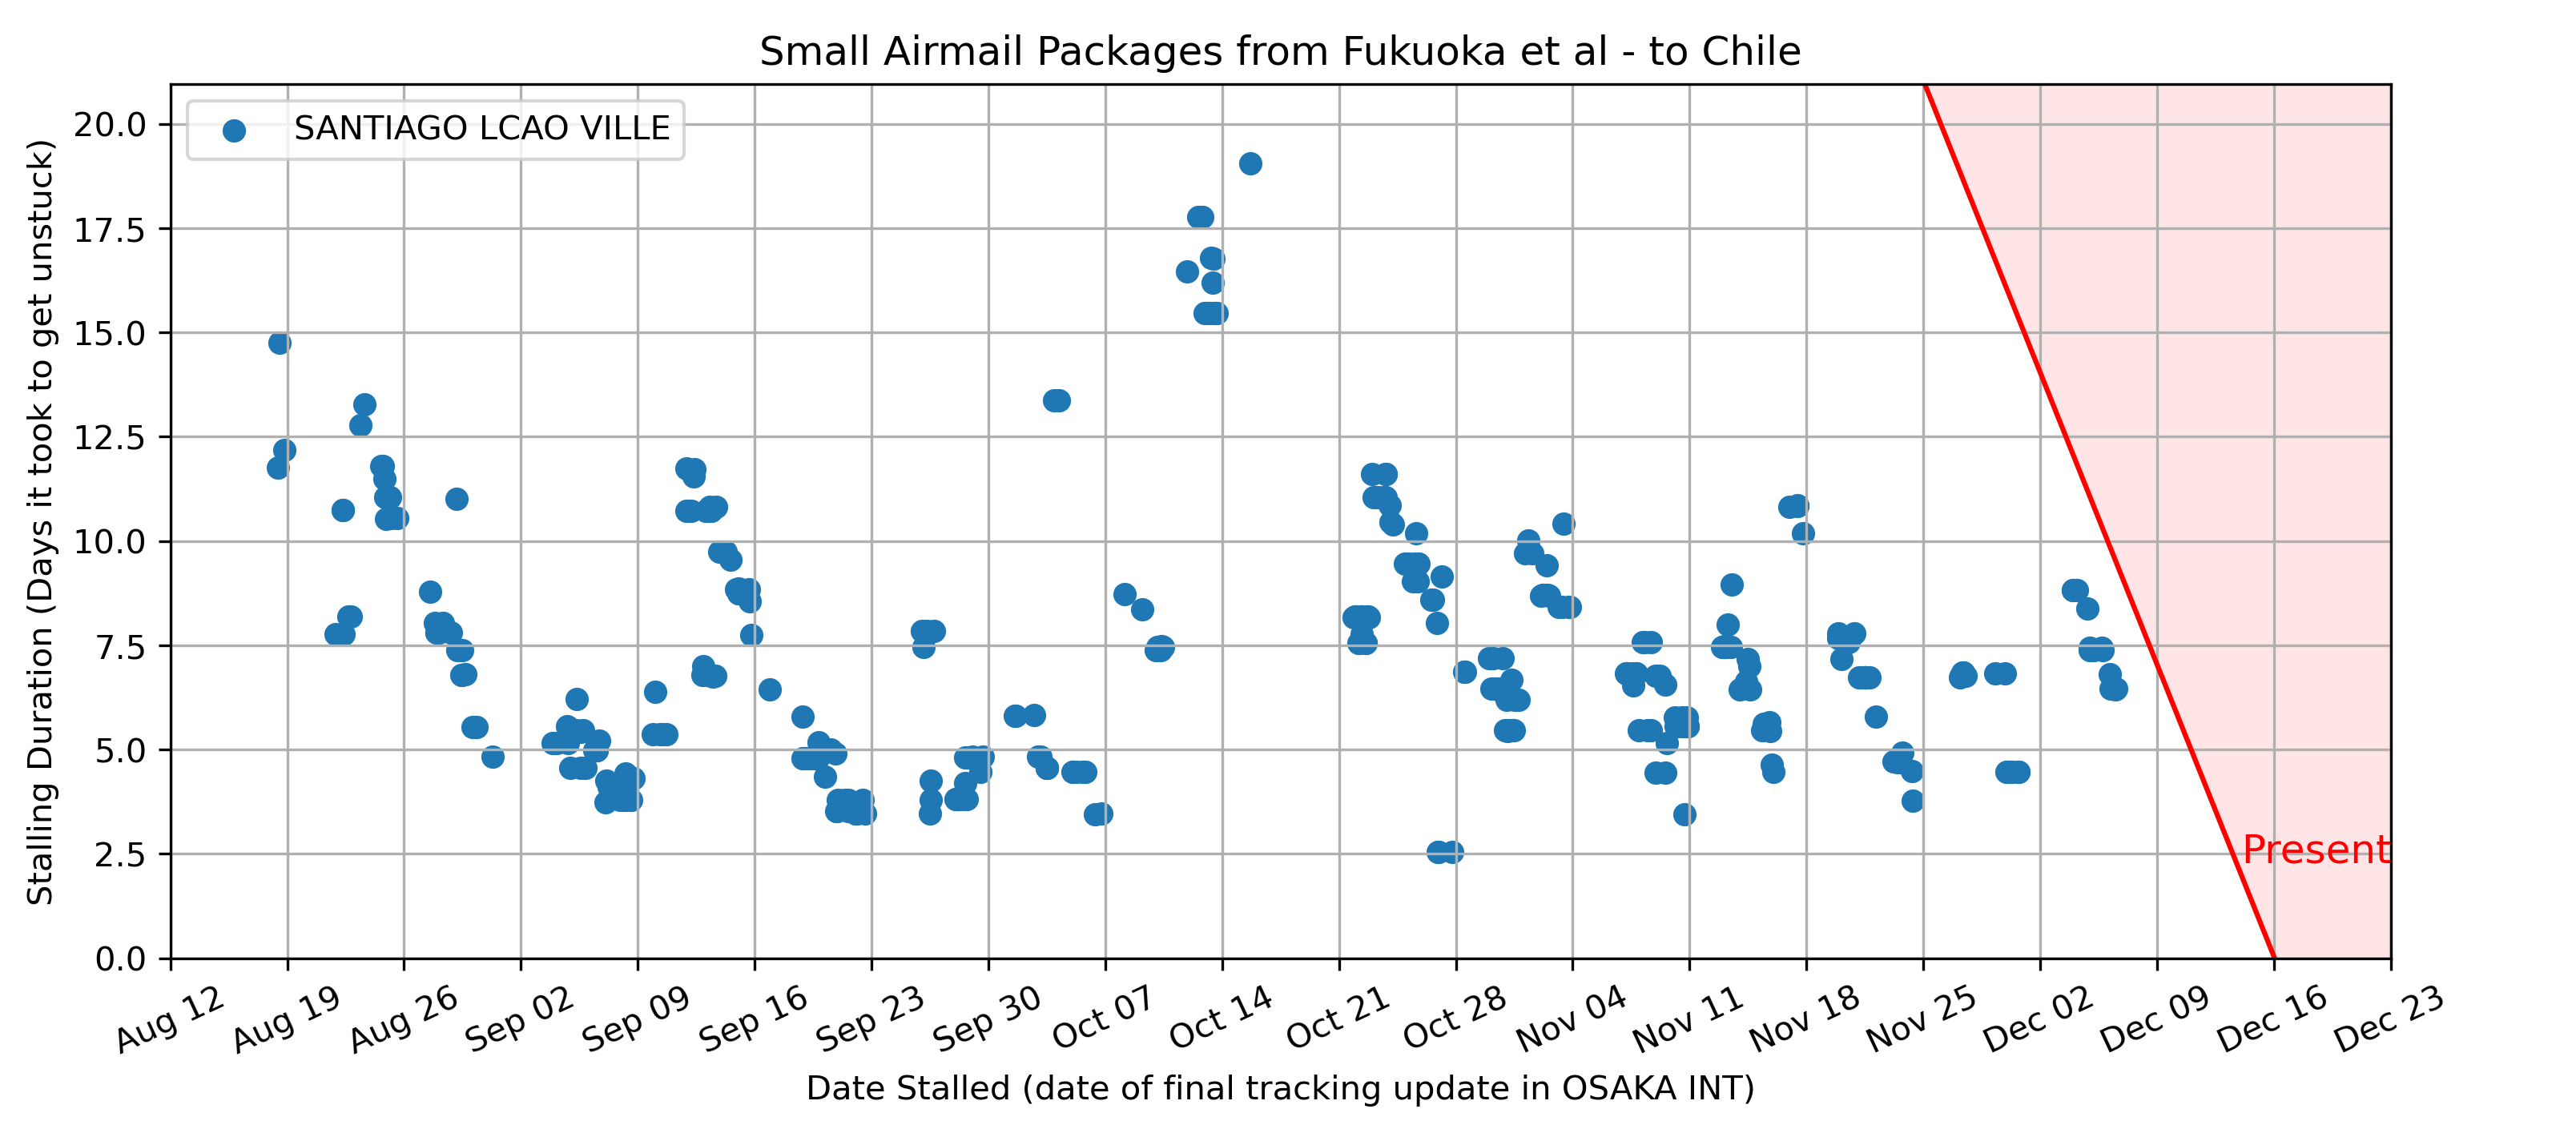 Small Airmail Packages from Fukuoka et al - to Chile
SANTIAGO LCAO VILLE
Stalling Duration (Days it took to get unstuck)
20.0
17.5
15.0
12.5
10.0
7.5
5.0
2.5
0.0
Present
Aug 12
Aug 19
Aug 26
Sep 02
Sep 09
Sep 16
Sep 23
Sep 30
Oct 07
Oct 14
Oct 21
Oct 28
Nov 04
Nov 11
Nov 18
Nov 25
Dec 02
Dec 09
Dec 16
Dec 23
Date Stalled (date of final tracking update in OSAKA INT)